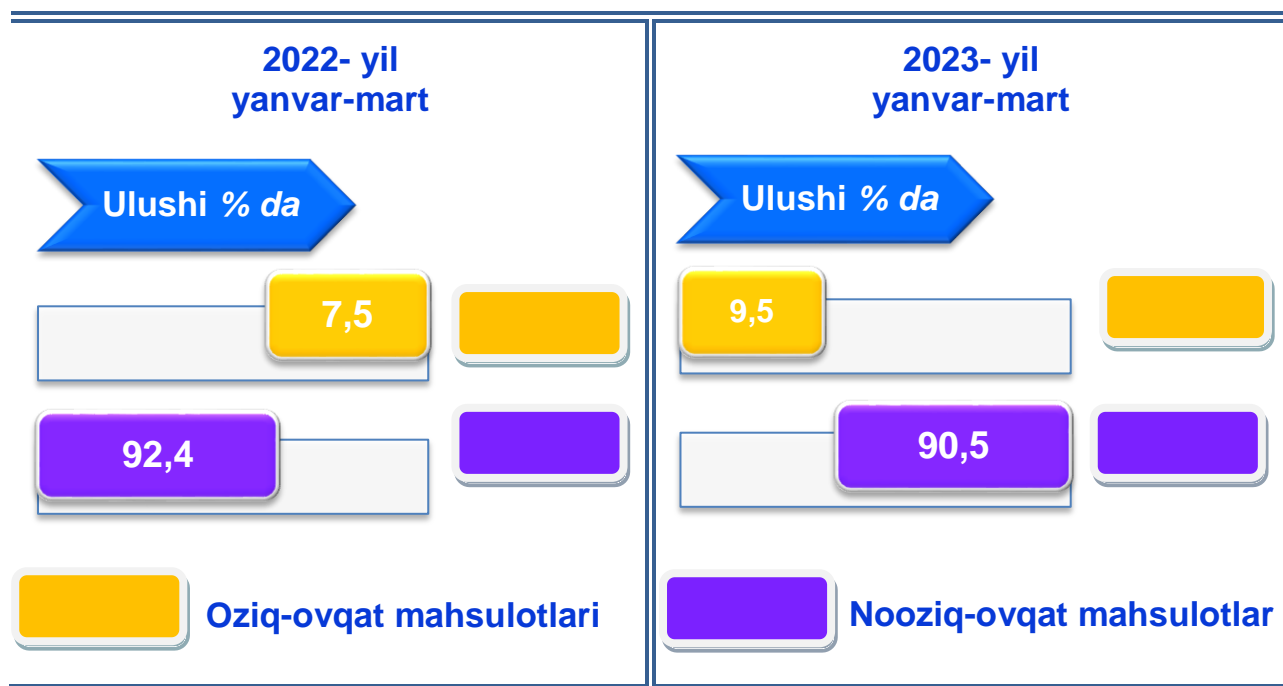 2022- yil
yanvar-mart
Ulushi % da
7,5
92,4
2023- yil
yanvar-mart
Ulushi % da
9,5
90,5
Oziq-ovqat mahsulotlari
Nooziq-ovqat mahsulotlar